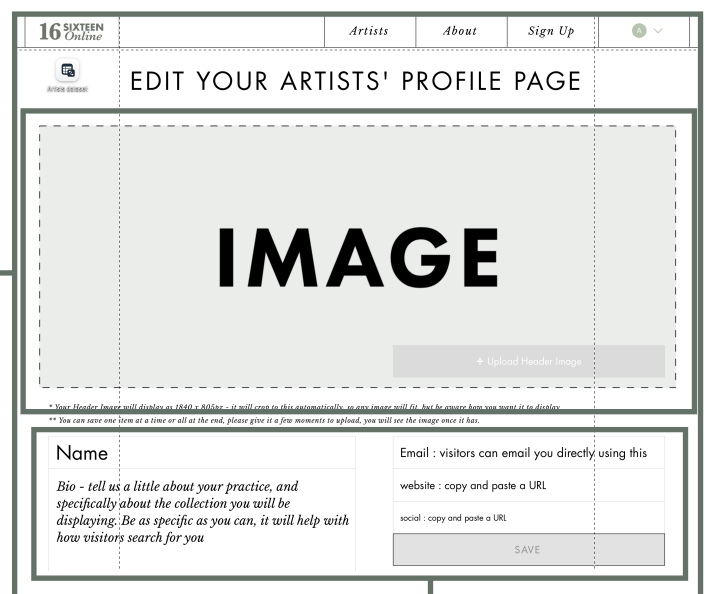 16 SIXTEEN
Online
Artists
About
Sign Up
A
Artists dataset
EDIT YOUR ARTISTS' PROFILE PAGE
IMAGE
+ Upload Header Image
* Your Header Image will display as 1840 x 805px - it will crop to this automatically, so any image will fit, but be aware how you want it to display
** You can save one item at a time or all at the end, please give it a few moments to upload, you will see the image once it has.
Name
Bio - tell us a little about your practice, and
specifically about the collection you will be
displaying. Be as specific as you can, it will help with
how visitors search for you
Email : visitors can email you directly using this
website : copy and paste a URL
social : copy and paste a URL
SAVE